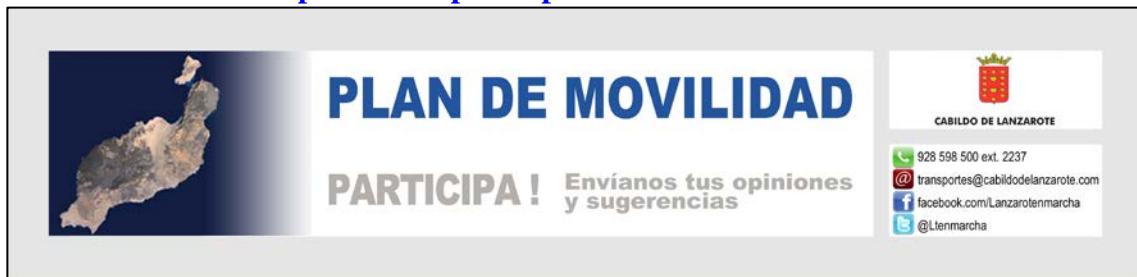 PLAN DE MOVILIDAD
PARTICIPA !
Envíanos tus opiniones
y sugerencias
CABILDO DE LANZAROTE
928 598 500 ext. 2237
transportes@cabildodelanzarote.com
facebook.com/Lanzarotenmarcha
@Ltenmarcha